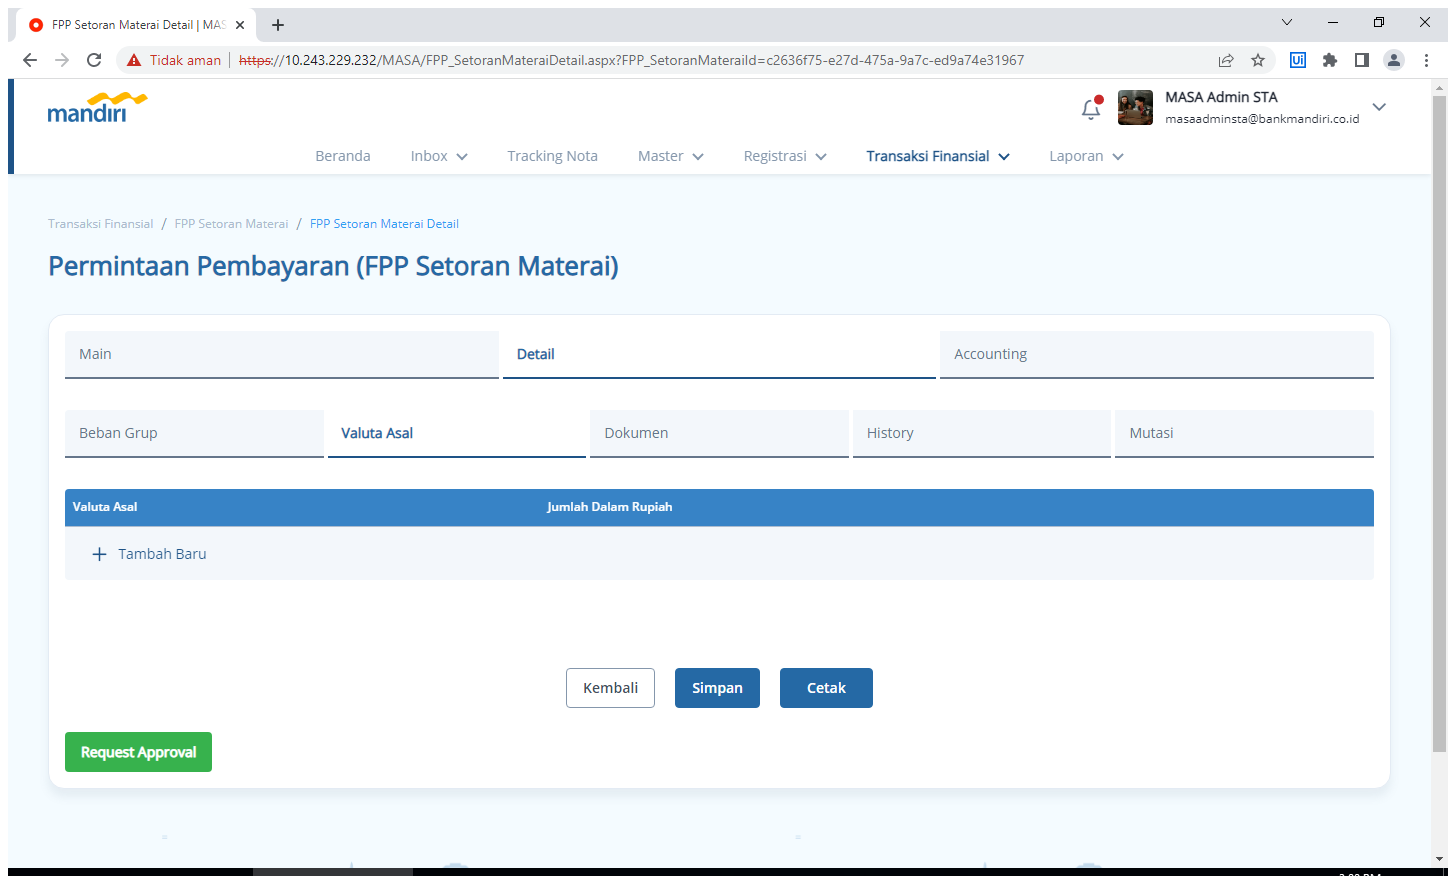 FPP Setoran Materai Detail | MAS
Tidak aman
https://10.243.229.232/MASA/FPP_SetoranMateraiDetail.aspx?FPP_SetoranMateraiId=c2636f75-e27d-475a-9a7c-ed9a74e31967
Ui
mandiri
MASA Admin STA
masaadminsta@bankmandiri.co.id
Beranda
Inbox
Tracking Nota
Master
Registrasi
Transaksi Finansial
Laporan
Transaksi Finansial / FPP Setoran Materai / FPP Setoran Materai Detail
Permintaan Pembayaran (FPP Setoran Materai)
Main
Detail
Accounting
Beban Grup
Valuta Asal
Dokumen
History
Mutasi
Valuta Asal
Jumlah Dalam Rupiah
+ Tambah Baru
Kembali
Simpan
Cetak
Request Approval